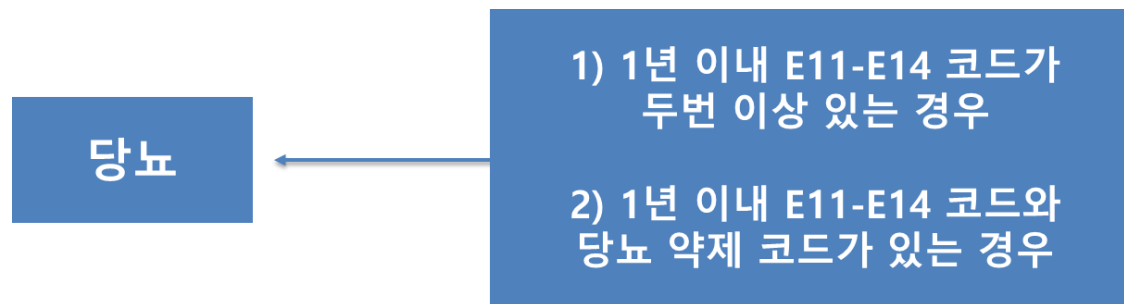 당뇨
1) 1년 이내 E11-E14 코드가
두번 이상 있는 경우
2) 1년 이내 E11-E14 코드와
당뇨 약제 코드가 있는 경우